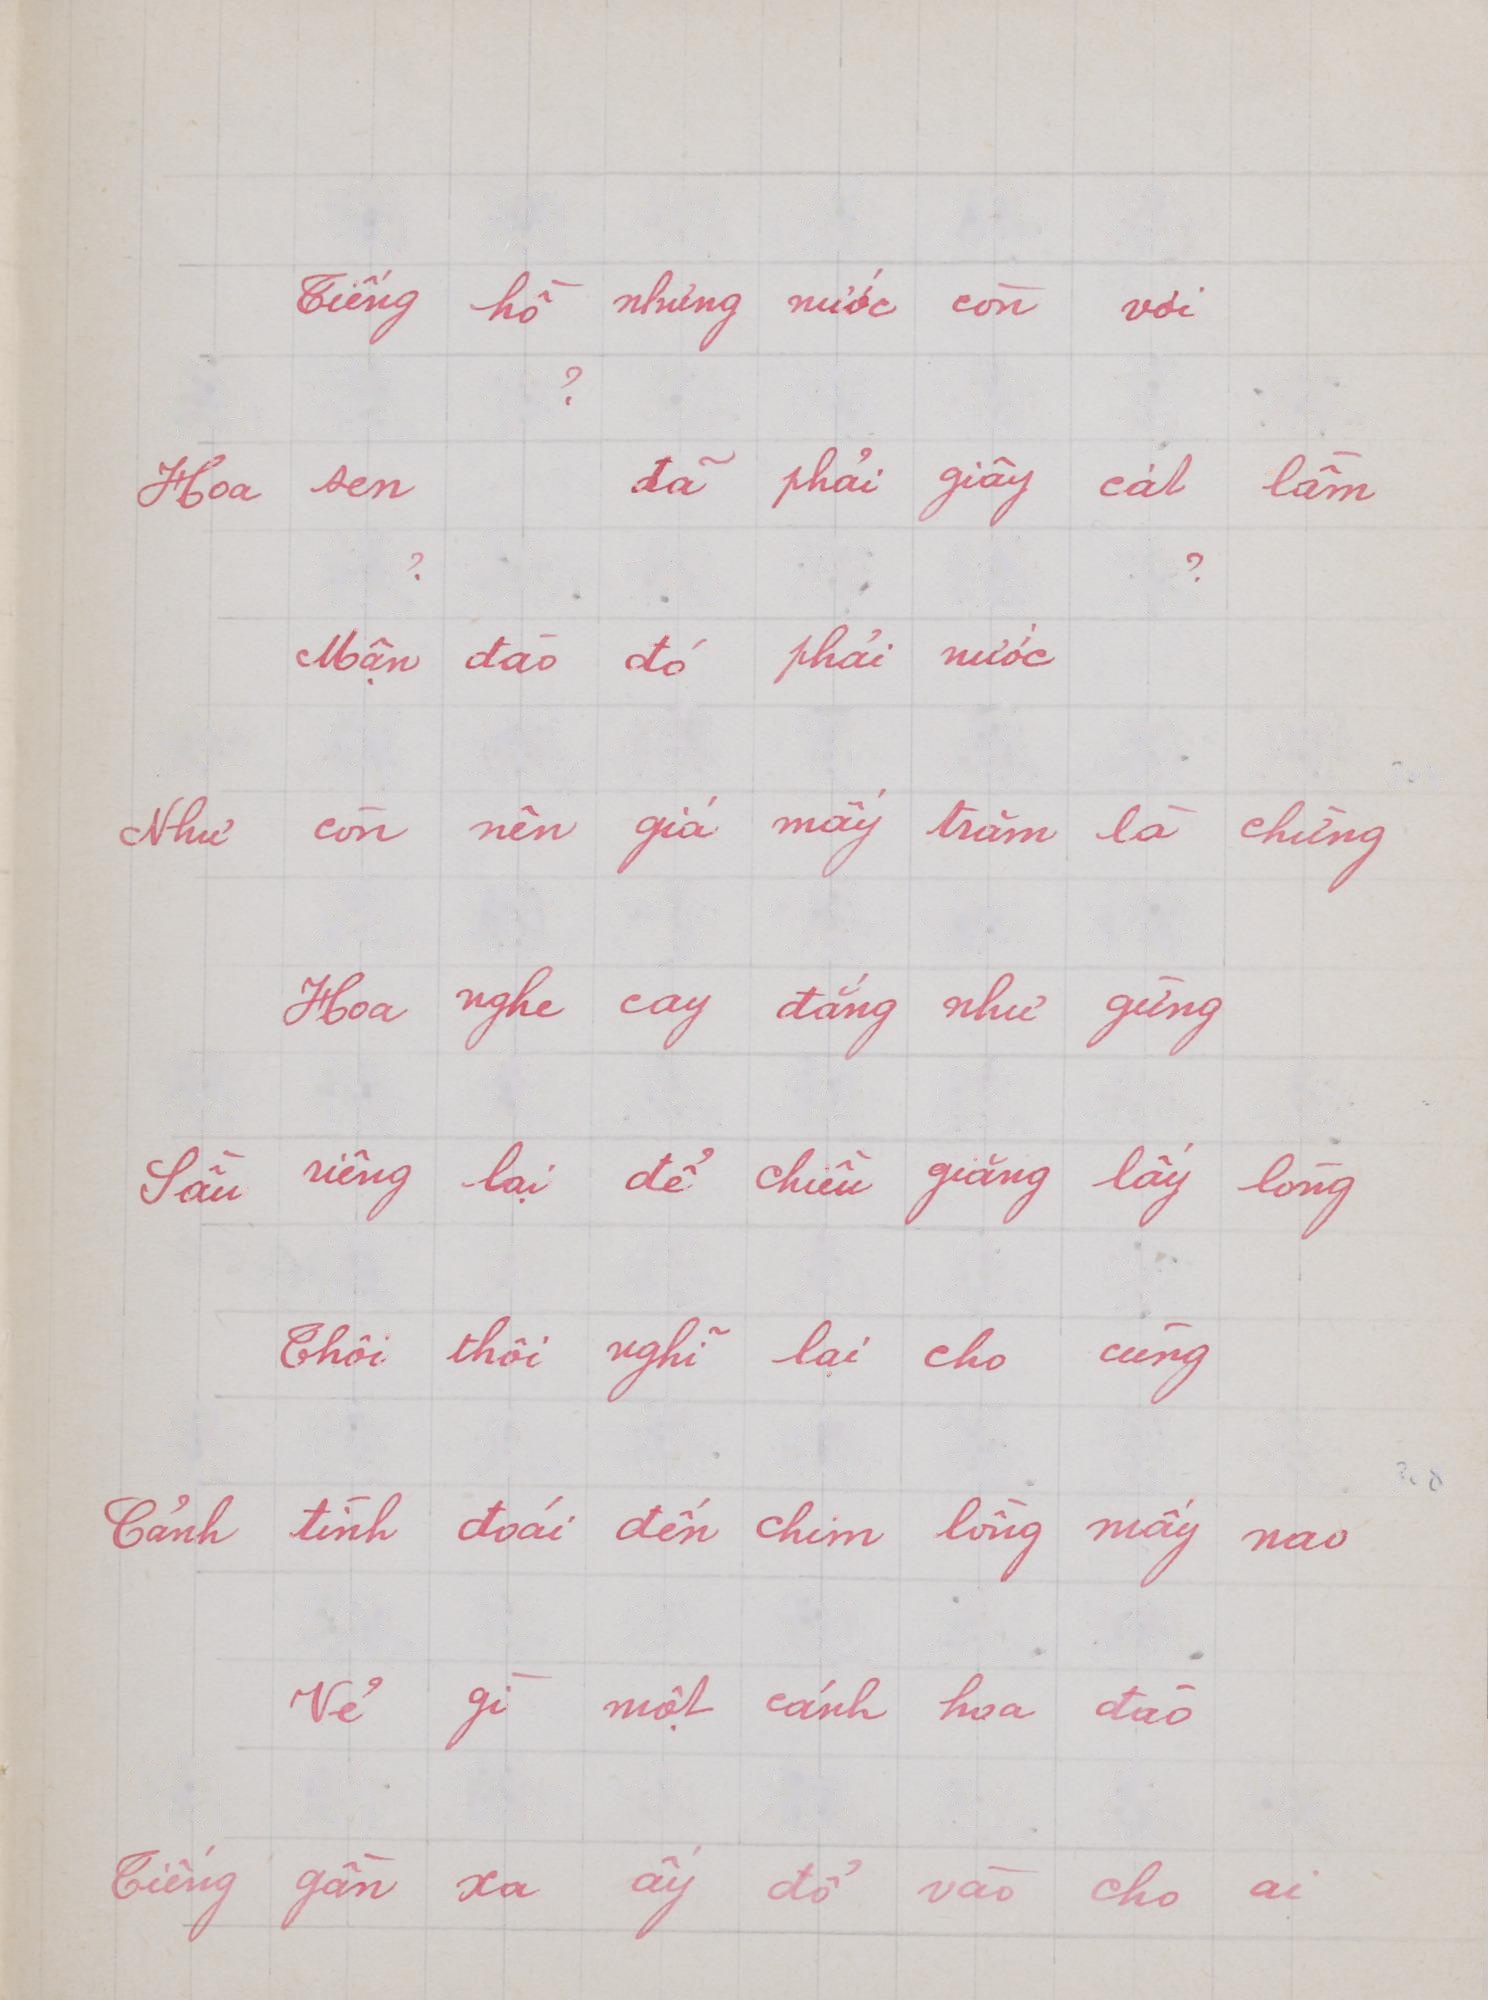 Tiếng hồ nhưng nước còn vơi
?
Hoa sen đã phải giây cát lầm
? ?
Mận đào đó phải nước
Như còn nên giá mấy trăm là chừng
Hoa nghe cay đắng như gừng
Sầu riêng lại để chiều giăng lấy lòng
Thôi thôi nghĩ lại cho cùng
Cảnh tình đoái đến chim lồng mấy nao
Vẻ gì một cánh hoa đào
Tiếng gần xa ấy đổ vào cho ai